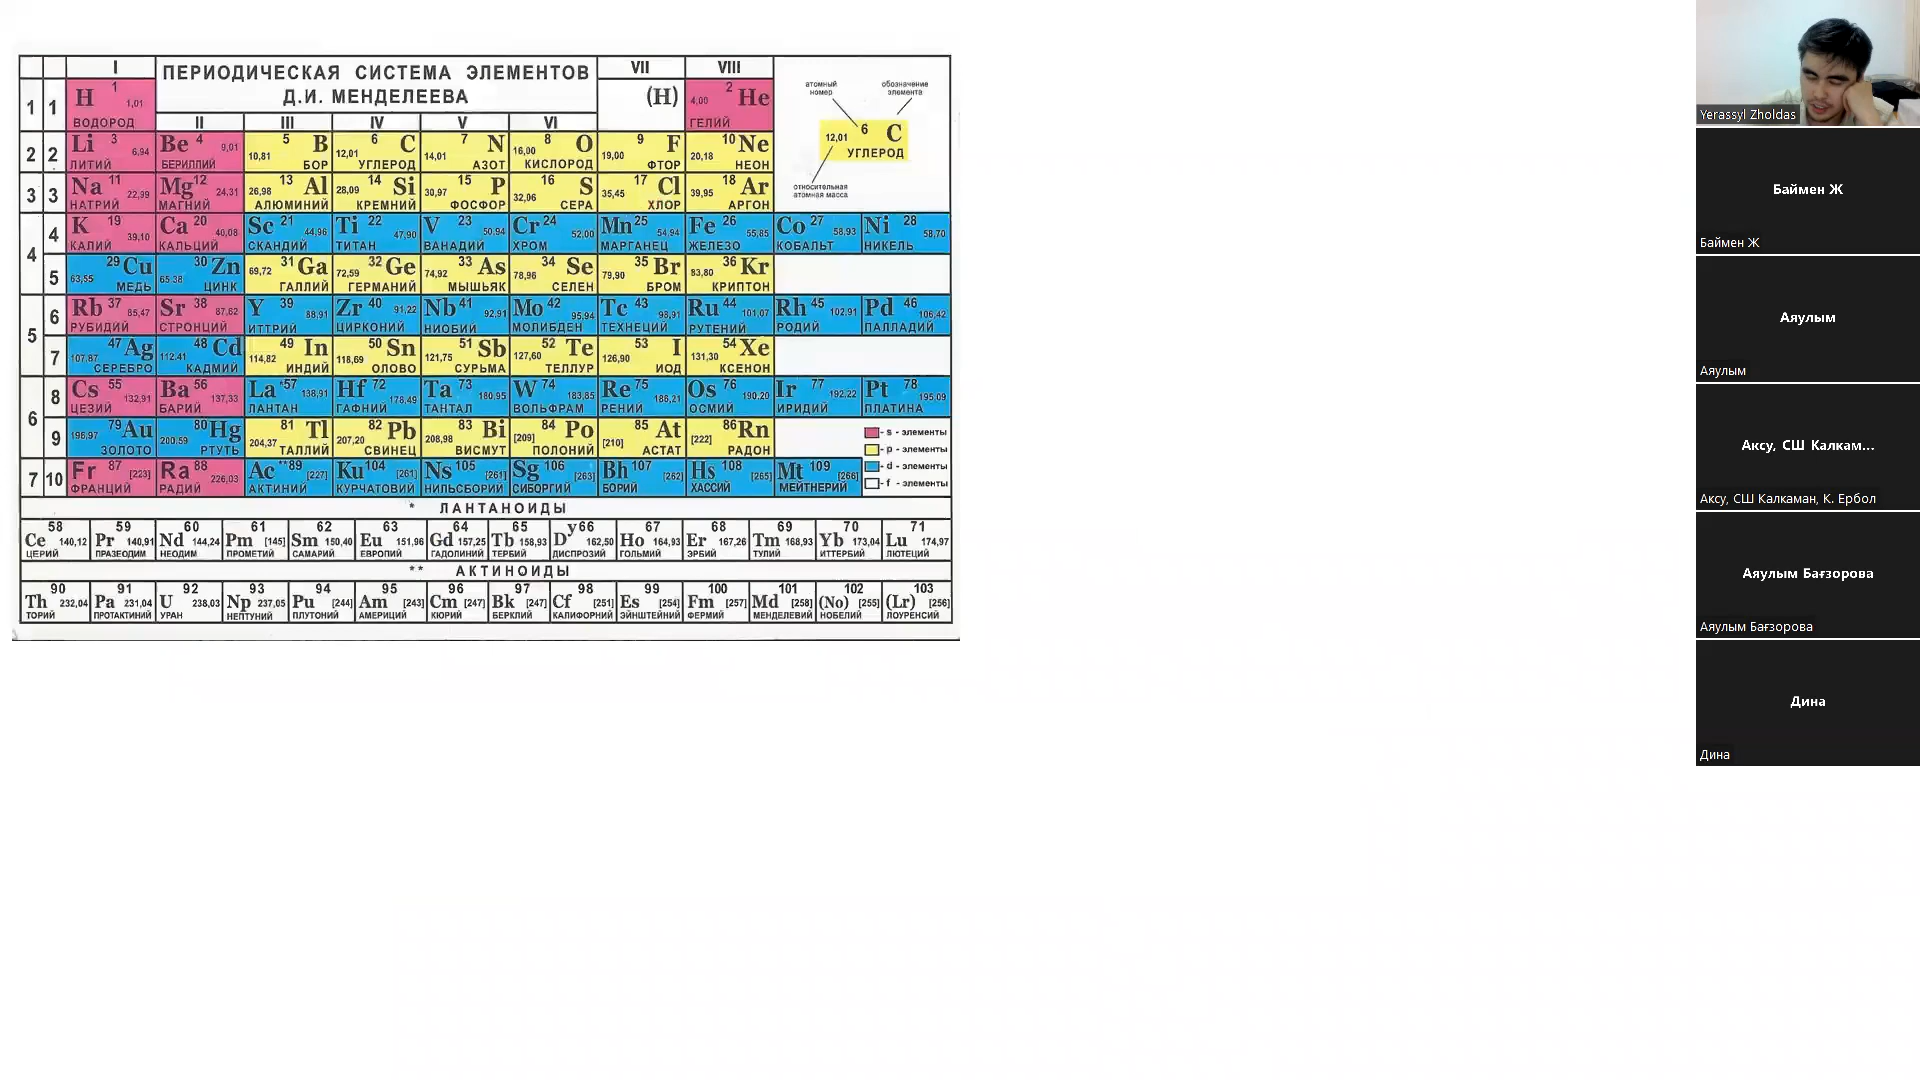 I
ПЕРИОДИЧЕСКАЯ СИСТЕМА ЭЛЕМЕНТОВ
Д.И. МЕНДЕЛЕЕВА
VII VIII
II III IV V VI
1 1 H 1 1,01 ВОДОРОД (H) 4,00 2 He ГЕЛИЙ
2 2 Li 3 6,94 ЛИТИЙ Be 4 9,01 БЕРИЛЛИЙ 10,81 5 B БОР 12,01 6 C УГЛЕРОД 14,01 7 N АЗОТ 16,00 8 O КИСЛОРОД 19,00 9 F ФТОР 20,18 10 Ne НЕОН
3 3 Na 11 22,99 НАТРИЙ Mg 12 24,31 МАГНИЙ 26,98 13 Al АЛЮМИНИЙ 28,09 14 Si КРЕМНИЙ 30,97 15 P ФОСФОР 32,06 16 S СЕРА 35,45 17 Cl ХЛОР 39,95 18 Ar АРГОН
4 4 K 19 39,10 КАЛИЙ Ca 20 40,08 КАЛЬЦИЙ Sc 21 44,96 СКАНДИЙ Ti 22 47,90 ТИТАН V 23 50,94 ВАНАДИЙ Cr 24 52,00 ХРОМ Mn 25 54,94 МАРГАНЕЦ Fe 26 55,85 ЖЕЛЕЗО Co 27 58,93 КОБАЛЬТ Ni 28 58,70 НИКЕЛЬ
5 63,55 29 Cu МЕДЬ 65,38 30 Zn ЦИНК 69,72 31 Ga ГАЛЛИЙ 72,59 32 Ge ГЕРМАНИЙ 74,92 33 As МЫШЬЯК 78,96 34 Se СЕЛЕН 79,90 35 Br БРОМ 83,80 36 Kr КРИПТОН
5 6 Rb 37 85,47 РУБИДИЙ Sr 38 87,62 СТРОНЦИЙ Y 39 88,91 ИТТРИЙ Zr 40 91,22 ЦИРКОНИЙ Nb 41 92,91 НИОБИЙ Mo 42 95,94 МОЛИБДЕН Tc 43 98,91 ТЕХНЕЦИЙ Ru 44 101,07 РУТЕНИЙ Rh 45 102,91 РОДИЙ Pd 46 106,42 ПАЛЛАДИЙ
7 107,87 47 Ag СЕРЕБРО 112,41 48 Cd КАДМИЙ 114,82 49 In ИНДИЙ 118,69 50 Sn ОЛОВО 121,75 51 Sb СУРЬМА 127,60 52 Te ТЕЛЛУР 126,90 53 I ИОД 131,30 54 Xe КСЕНОН
6 8 Cs 55 132,91 ЦЕЗИЙ Ba 56 137,33 БАРИЙ La *57 138,91 ЛАНТАН Hf 72 178,49 ГАФНИЙ Ta 73 180,95 ТАНТАЛ W 74 183,85 ВОЛЬФРАМ Re 75 186,21 РЕНИЙ Os 76 190,20 ОСМИЙ Ir 77 192,22 ИРИДИЙ Pt 78 195,09 ПЛАТИНА
9 196,97 79 Au ЗОЛОТО 200,59 80 Hg РТУТЬ 204,37 81 Tl ТАЛЛИЙ 207,20 82 Pb СВИНЕЦ 208,98 83 Bi ВИСМУТ [209] 84 Po ПОЛОНИЙ [210] 85 At АСТАТ [222] 86 Rn РАДОН
7 10 Fr 87 [223] ФРАНЦИЙ Ra 88 226,03 РАДИЙ Ac **89 [227] АКТИНИЙ Ku 104 [261] КУРЧАТОВИЙ Ns 105 [261] НИЛЬСБОРИЙ Sg 106 [263] СИБОРГИЙ Bh 107 [262] БОРИЙ Hs 108 [265] ХАССИЙ Mt 109 [266] МЕЙТНЕРИЙ
атомный номер
обозначение элемента
12,01 6 C
УГЛЕРОД
относительная атомная масса
- s - элементы
- p - элементы
- d - элементы
- f - элементы
* ЛАНТАНОИДЫ
58 59 60 61 62 63 64 65 66 67 68 69 70 71
Ce 140,12 Pr 140,91 Nd 144,24 Pm [145] Sm 150,40 Eu 151,96 Gd 157,25 Tb 158,93 Dy 162,50 Ho 164,93 Er 167,26 Tm 168,93 Yb 173,04 Lu 174,97
ЦЕРИЙ ПРАЗЕОДИМ НЕОДИМ ПРОМЕТИЙ САМАРИЙ ЕВРОПИЙ ГАДОЛИНИЙ ТЕРБИЙ ДИСПРОЗИЙ ГОЛЬМИЙ ЭРБИЙ ТУЛИЙ ИТТЕРБИЙ ЛЮТЕЦИЙ
** АКТИНОИДЫ
90 91 92 93 94 95 96 97 98 99 100 101 102 103
Th 232,04 Pa 231,04 U 238,03 Np 237,05 Pu [244] Am [243] Cm [247] Bk [247] Cf [251] Es [254] Fm [257] Md [258] (No) [255] (Lr) [256]
ТОРИЙ ПРОТАКТИНИЙ УРАН НЕПТУНИЙ ПЛУТОНИЙ АМЕРИЦИЙ КЮРИЙ БЕРКЛИЙ КАЛИФОРНИЙ ЭЙНШТЕЙНИЙ ФЕРМИЙ МЕНДЕЛЕВИЙ НОБЕЛИЙ ЛОУРЕНСИЙ
Yerassyl Zholdas
Баймен Ж
Баймен Ж
Аяулым
Аяулым
Аксу, СШ Калкам...
Аксу, СШ Калкаман, К. Ербол
Аяулым Бағзорова
Аяулым Бағзорова
Дина
Дина